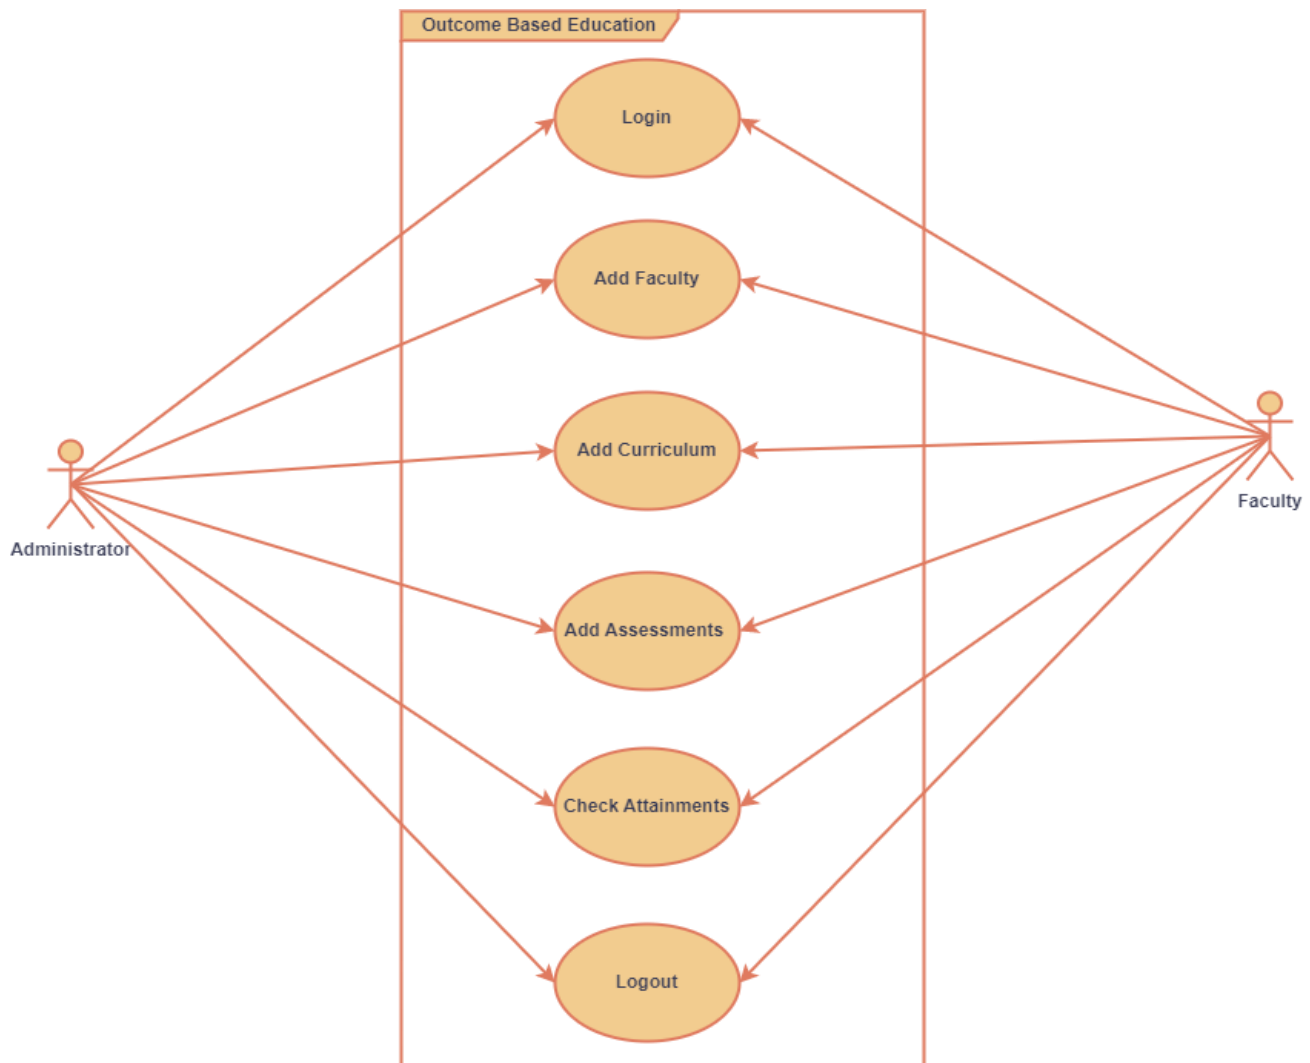 Outcome Based Education
Login
Add Faculty
Add Curriculum
Faculty
Administrator
Add Assessments
Check Attainments
Logout